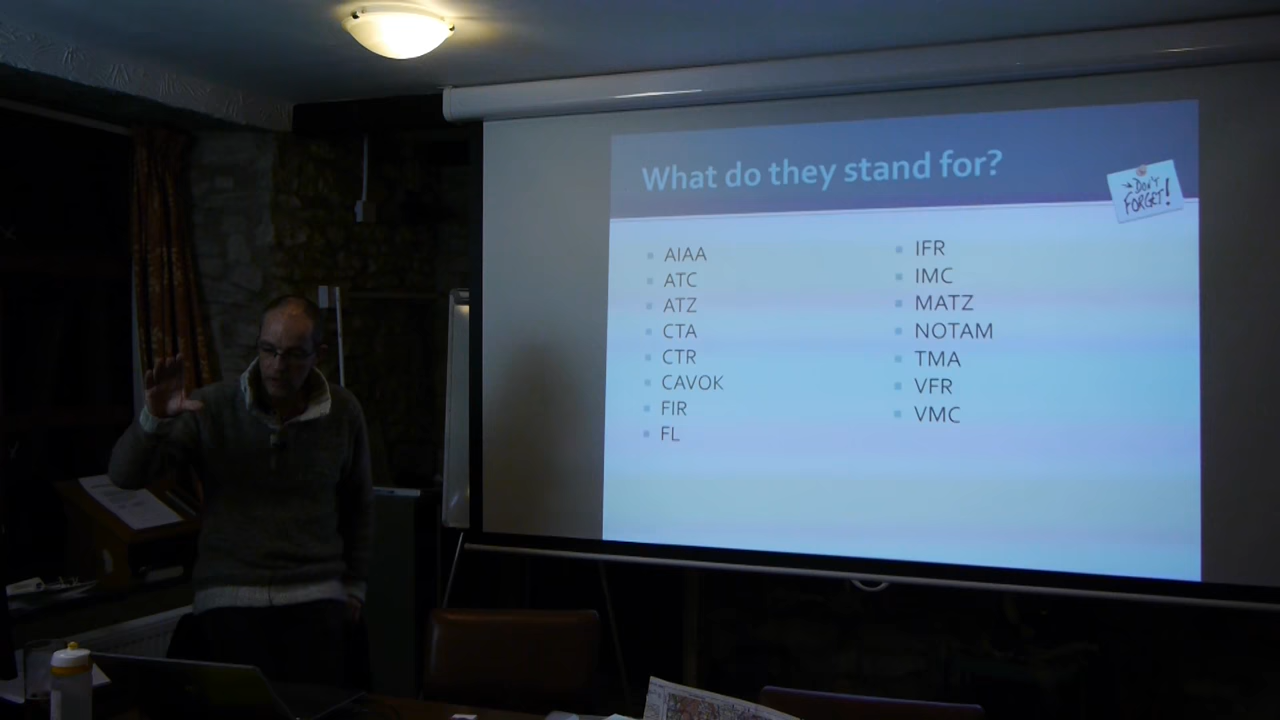 What do they stand for?
DON'T
FORGET!
AIAA
ATC
ATZ
CTA
CTR
CAVOK
FIR
FL
IFR
IMC
MATZ
NOTAM
TMA
VFR
VMC